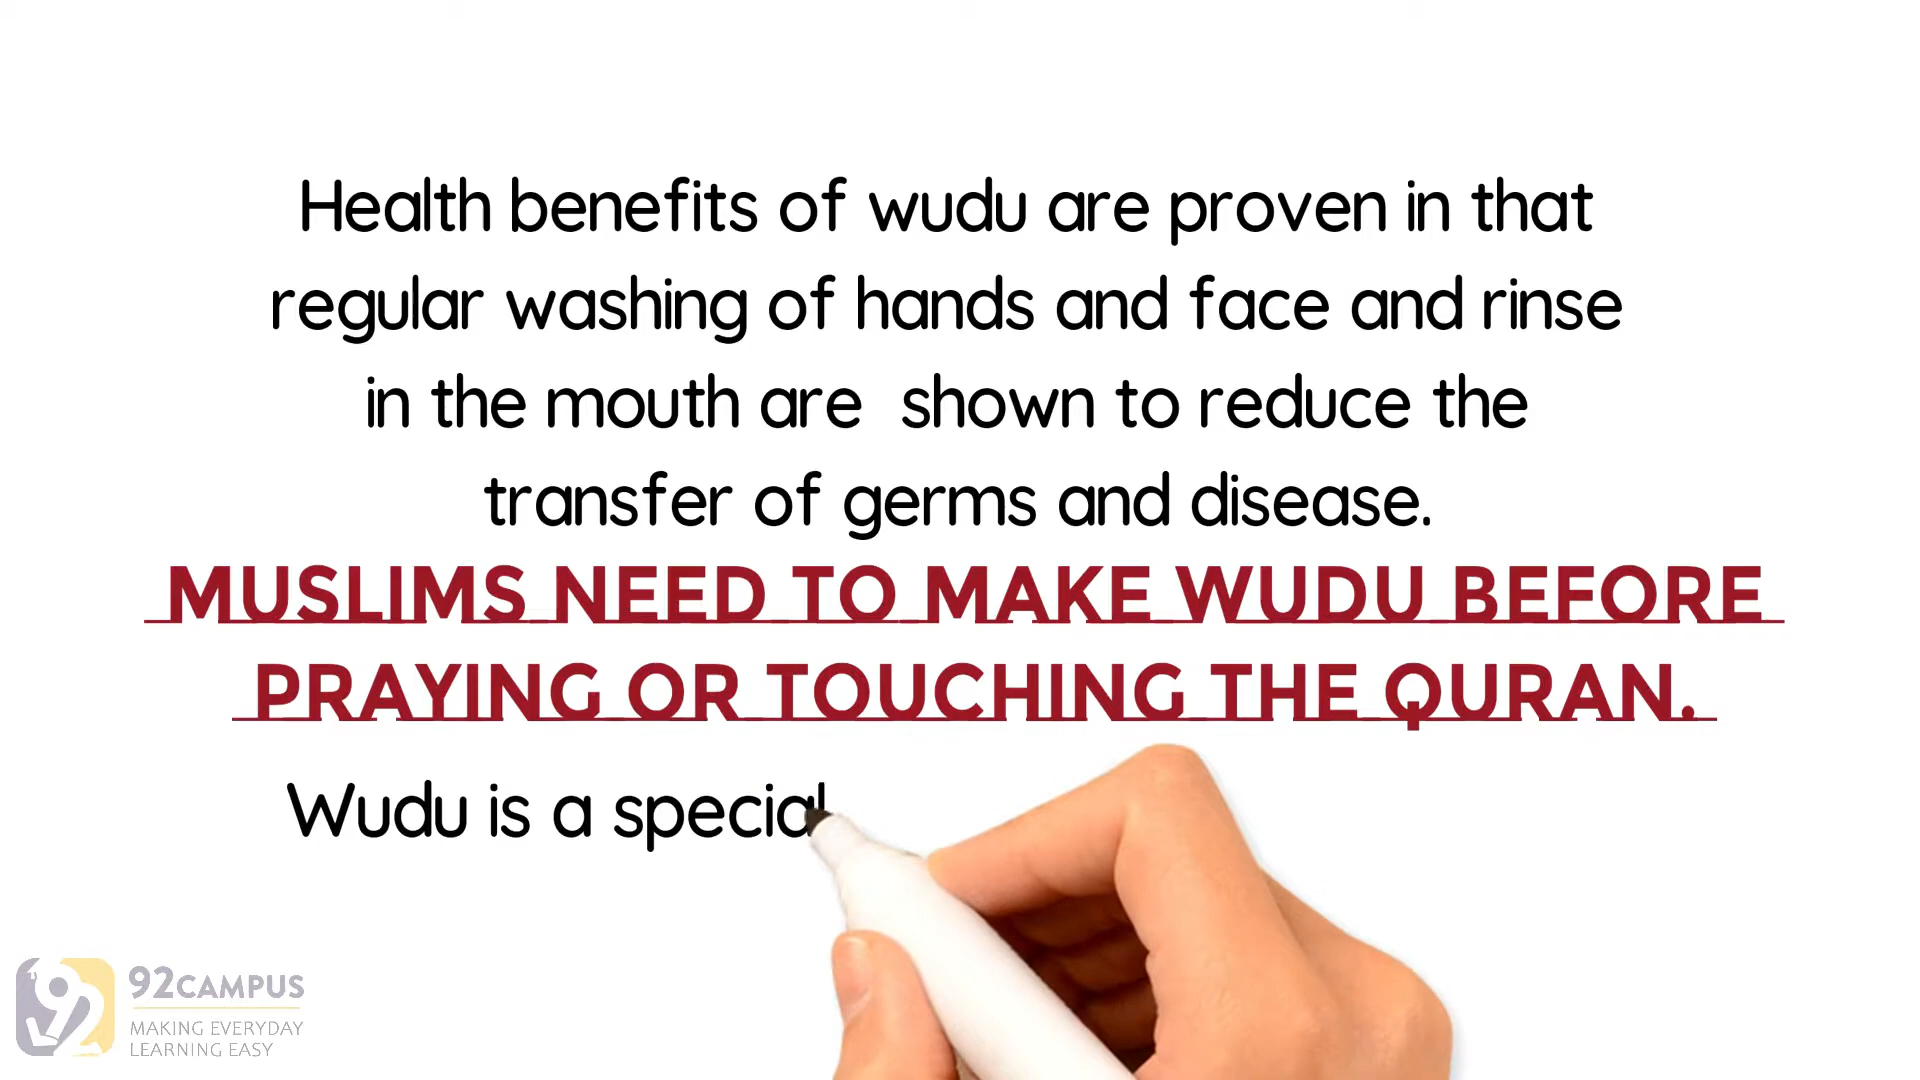 Health benefits of wudu are proven in that
regular washing of hands and face and rinse
in the mouth are shown to reduce the
transfer of germs and disease.
MUSLIMS NEED TO MAKE WUDU BEFORE
PRAYING OR TOUCHING THE QURAN.
Wudu is a special
92CAMPUS
MAKING EVERYDAY
LEARNING EASY